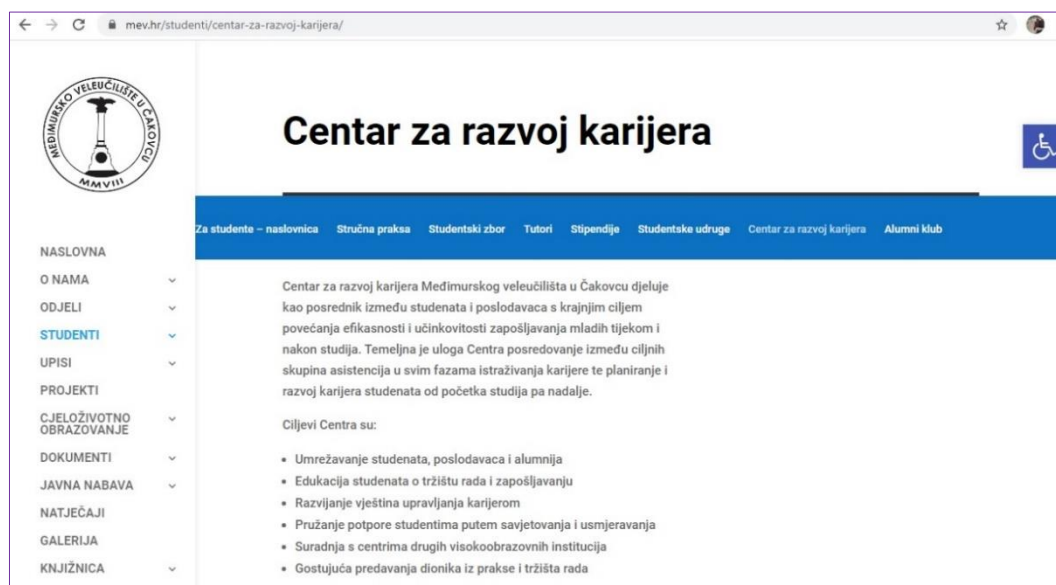 mev.hr/studenti/centar-za-razvoj-karijera/
MEĐIMURSKO VELEUČILIŠTE U ČAKOVCU
MMVIII
Centar za razvoj karijera
Za studente – naslovnica Stručna praksa Studentski zbor Tutori Stipendije Studentske udruge Centar za razvoj karijera Alumni klub
NASLOVNA
O NAMA
ODJELI
STUDENTI
UPISI
PROJEKTI
CJELOŽIVOTNO
OBRAZOVANJE
DOKUMENTI
JAVNA NABAVA
NATJEČAJI
GALERIJA
KNJIŽNICA
Centar za razvoj karijera Međimurskog veleučilišta u Čakovcu djeluje
kao posrednik između studenata i poslodavaca s krajnjim ciljem
povećanja efikasnosti i učinkovitosti zapošljavanja mladih tijekom i
nakon studija. Temeljna je uloga Centra posredovanje između ciljnih
skupina asistencija u svim fazama istraživanja karijere te planiranje i
razvoj karijera studenata od početka studija pa nadalje.
Ciljevi Centra su:
• Umrežavanje studenata, poslodavaca i alumnija
• Edukacija studenata o tržištu rada i zapošljavanju
• Razvijanje vještina upravljanja karijerom
• Pružanje potpore studentima putem savjetovanja i usmjeravanja
• Suradnja s centrima drugih visokoobrazovnih institucija
• Gostujuća predavanja dionika iz prakse i tržišta rada